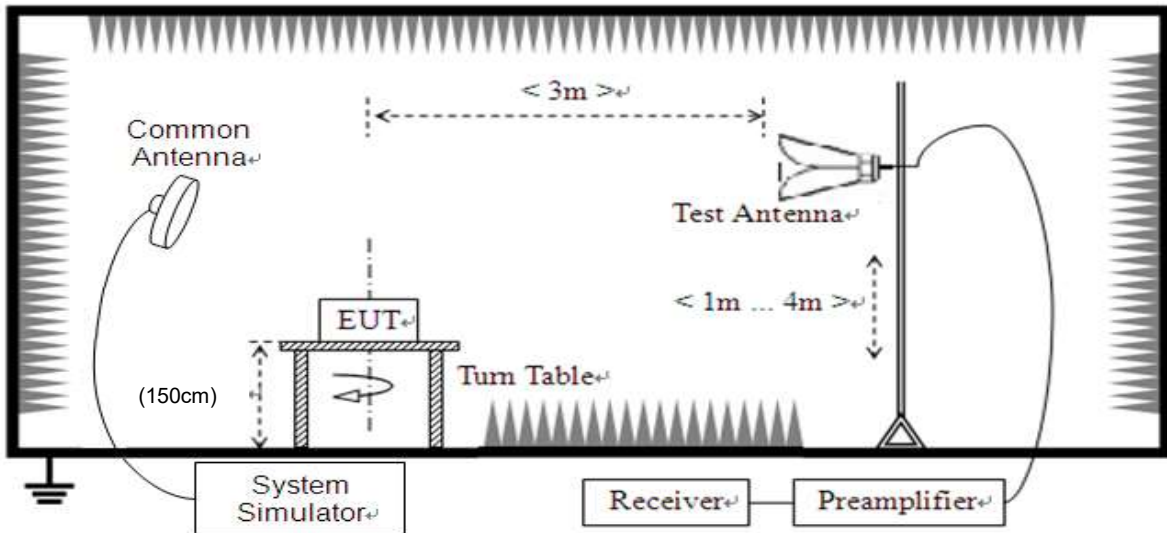 < 3m >↵
Common
Antenna↵
Test Antenna↵
< 1m ... 4m >↵
EUT↵
Turn Table↵
(150cm)
System
Simulator↵
Receiver↵
Preamplifier↵